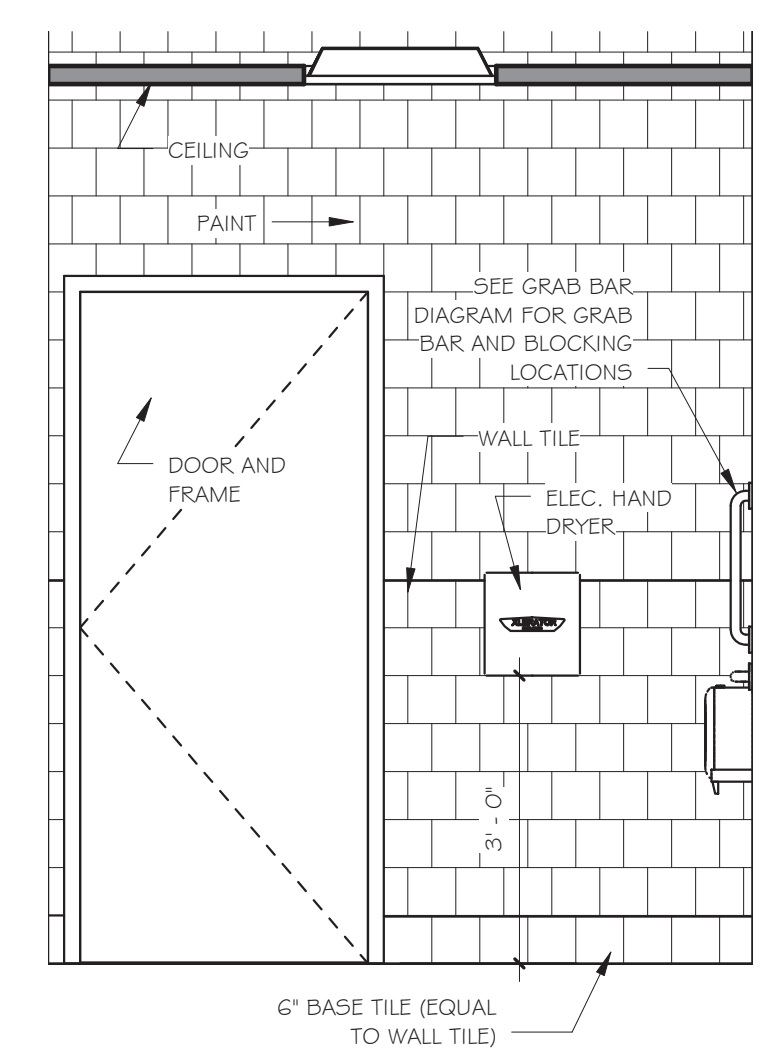 CEILING
PAINT
SEE GRAB BAR
DIAGRAM FOR GRAB
BAR AND BLOCKING
LOCATIONS
WALL TILE
DOOR AND
FRAME
ELEC. HAND
DRYER
XLERATOR
3' - 0"
6" BASE TILE (EQUAL
TO WALL TILE)